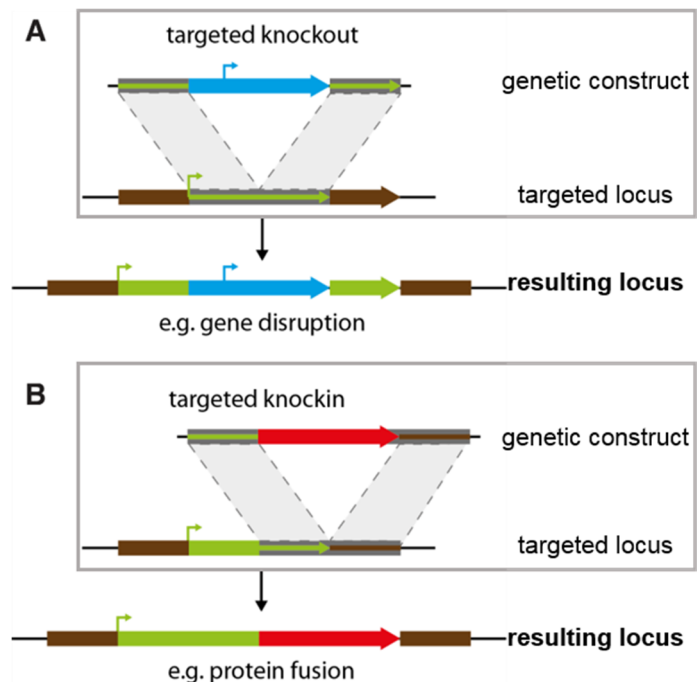 A
targeted knockout
genetic construct
targeted locus
resulting locus
e.g. gene disruption
B
targeted knockin
genetic construct
targeted locus
resulting locus
e.g. protein fusion